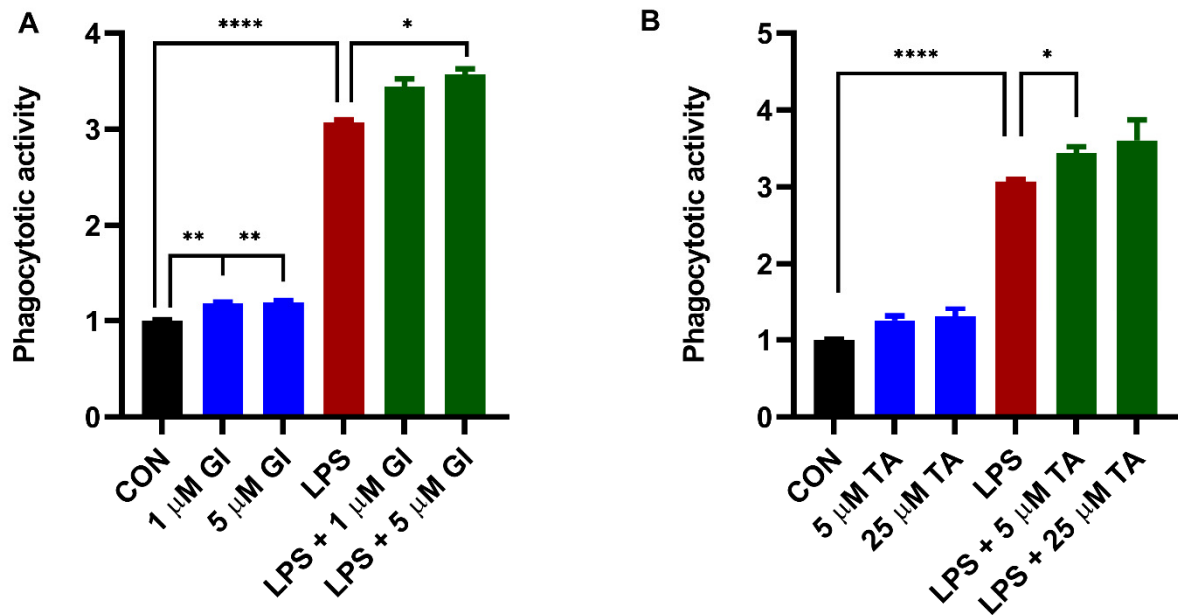 A
Phagocytotic activity
4
3
2
1
0
****
*
**
**
CON
1 μM GI
5 μM GI
LPS
LPS + 1 μM GI
LPS + 5 μM GI
B
Phagocytotic activity
5
4
3
2
1
0
****
*
CON
5 μM TA
25 μM TA
LPS
LPS + 5 μM TA
LPS + 25 μM TA